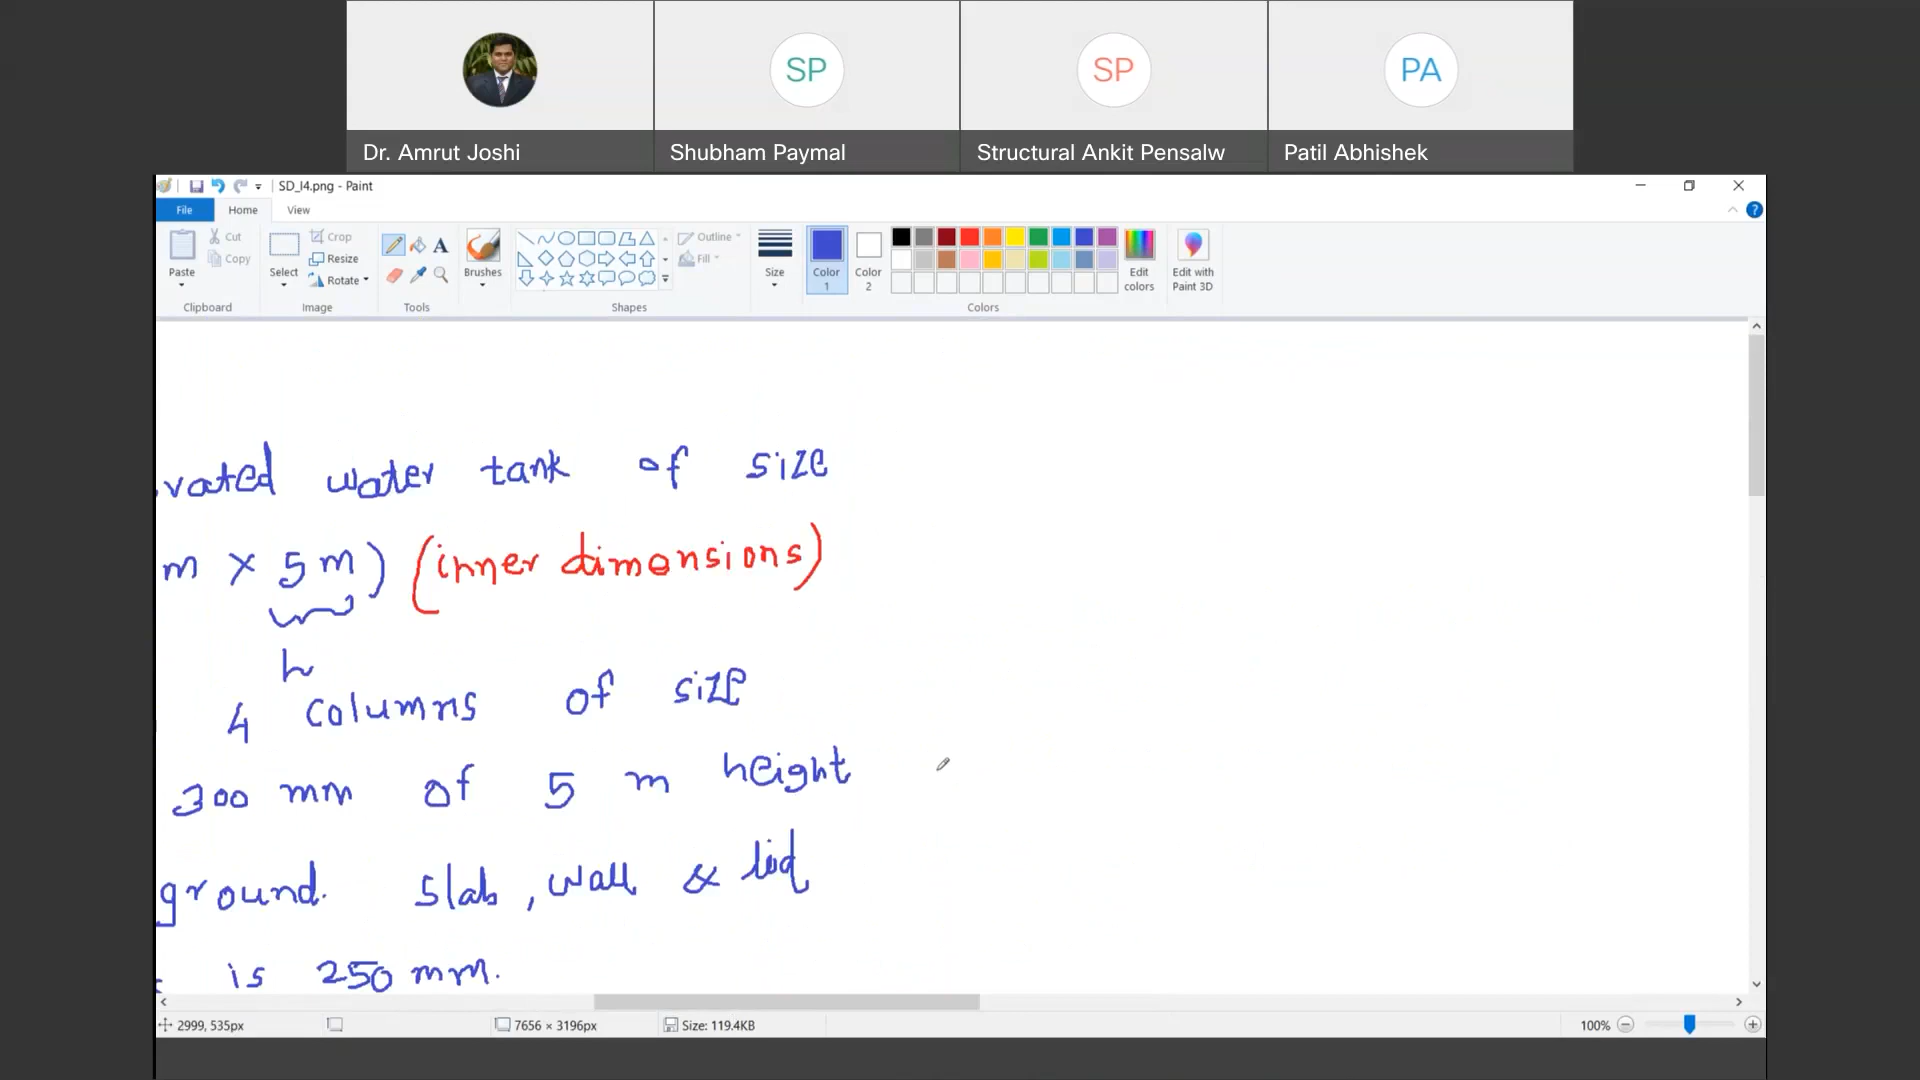 SP
SP
PA
Dr. Amrut Joshi
Shubham Paymal
Structural Ankit Pensalw
Patil Abhishek
SD_l4.png - Paint
File
Home
View
Paste
Cut
Copy
Clipboard
Select
Crop
Resize
Rotate
Image
A
Tools
Brushes
Outline
Fill
Shapes
Size
Color 1
Color 2
Edit colors
Colors
Edit with Paint 3D
vated water tank of size
m × 5 m) (inner dimensions)
h
4 columns of size
300 mm of 5 m height
ground. slab, wall & lid
is 250 mm.
2999, 535px
7656 × 3196px
Size: 119.4KB
100%